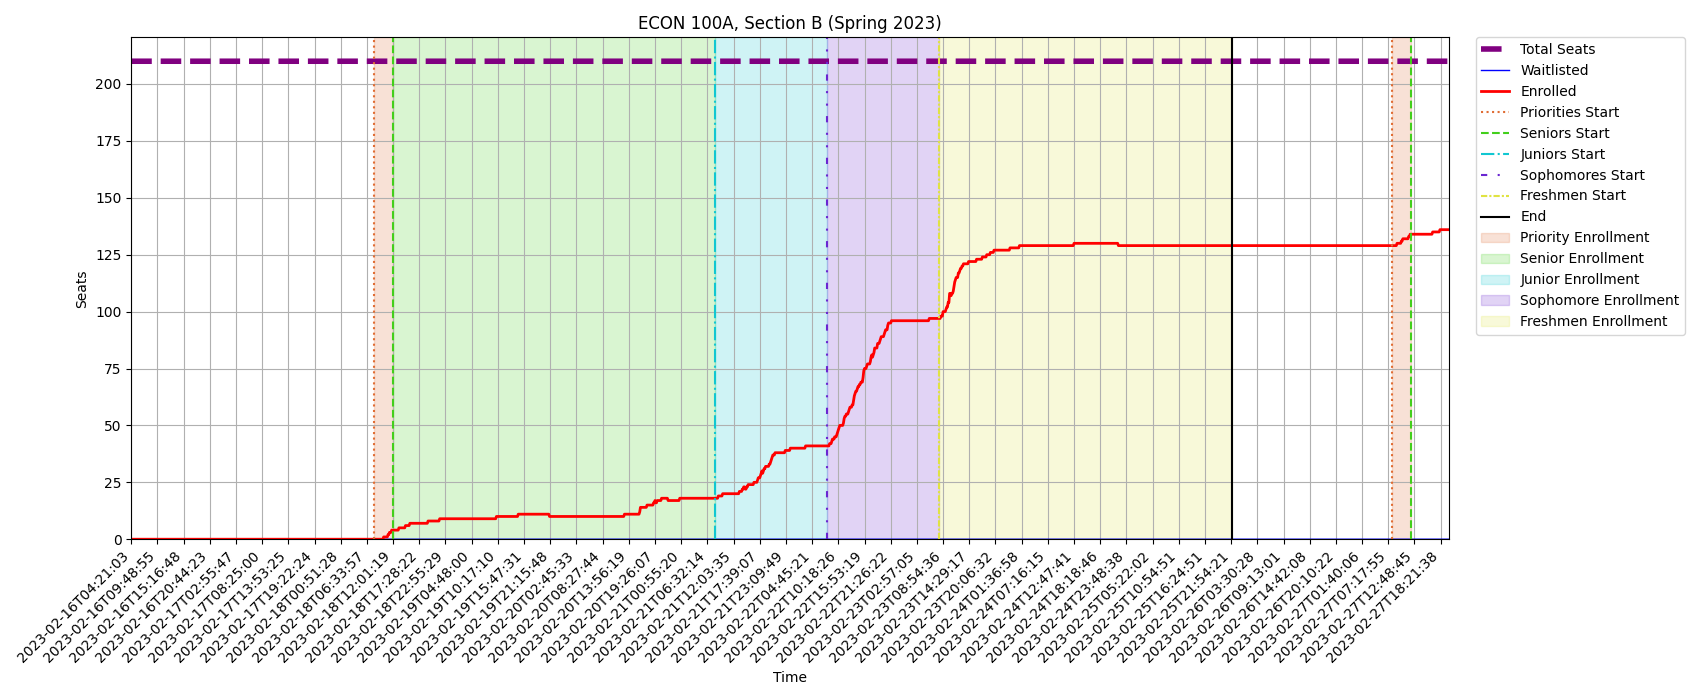 ECON 100A, Section B (Spring 2023)
Seats
200
175
150
125
100
75
50
25
0
2023-02-16T04:21:03
2023-02-16T09:48:55
2023-02-16T15:16:48
2023-02-16T20:44:23
2023-02-17T02:55:47
2023-02-17T08:25:00
2023-02-17T13:53:25
2023-02-17T19:22:24
2023-02-18T00:51:28
2023-02-18T06:33:57
2023-02-18T12:01:19
2023-02-18T17:28:22
2023-02-18T22:55:29
2023-02-19T04:48:00
2023-02-19T10:17:10
2023-02-19T15:47:31
2023-02-19T21:15:48
2023-02-20T02:45:33
2023-02-20T08:27:44
2023-02-20T13:56:19
2023-02-20T19:26:07
2023-02-21T00:55:20
2023-02-21T06:32:14
2023-02-21T12:03:35
2023-02-21T17:39:07
2023-02-21T23:09:49
2023-02-22T04:45:21
2023-02-22T10:18:26
2023-02-22T15:53:19
2023-02-22T21:26:22
2023-02-23T02:57:05
2023-02-23T08:54:36
2023-02-23T14:29:17
2023-02-23T20:06:32
2023-02-24T01:36:58
2023-02-24T07:16:15
2023-02-24T12:47:41
2023-02-24T18:18:46
2023-02-24T23:48:38
2023-02-25T05:22:02
2023-02-25T10:54:51
2023-02-25T16:24:51
2023-02-25T21:54:21
2023-02-26T03:30:28
2023-02-26T09:13:01
2023-02-26T14:42:08
2023-02-26T20:10:22
2023-02-27T01:40:06
2023-02-27T07:17:55
2023-02-27T12:48:45
2023-02-27T18:21:38
Time
Total Seats
Waitlisted
Enrolled
Priorities Start
Seniors Start
Juniors Start
Sophomores Start
Freshmen Start
End
Priority Enrollment
Senior Enrollment
Junior Enrollment
Sophomore Enrollment
Freshmen Enrollment